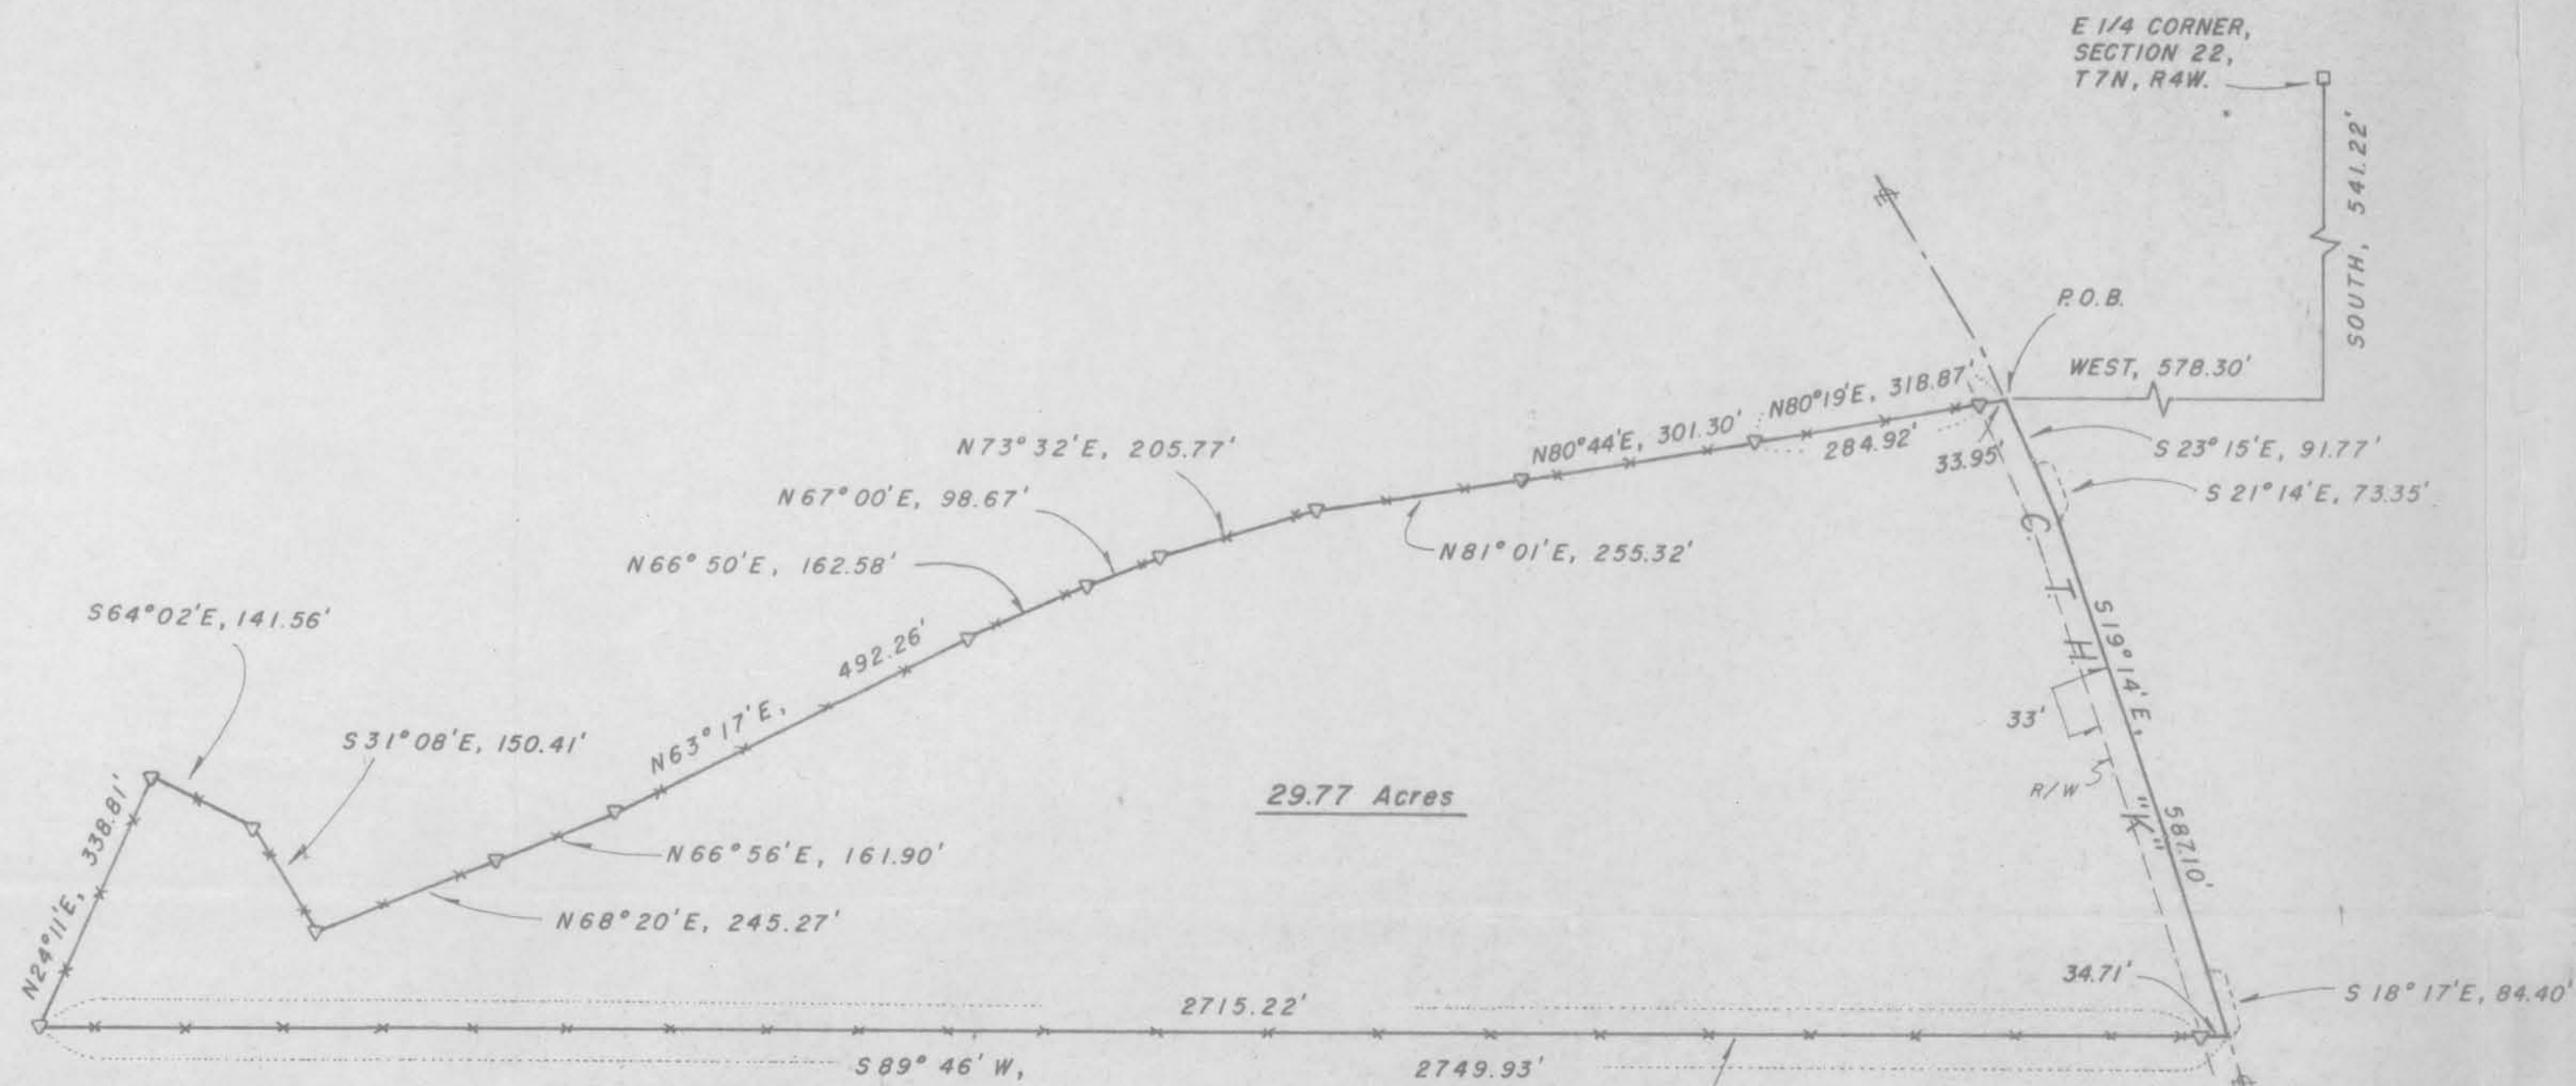 E 1/4 CORNER,
SECTION 22,
T7N, R4W.
SOUTH, 541.22'
P.O.B.
WEST, 578.30'
N80°19'E, 318.87'
N80°44'E, 301.30'
284.92'
33.95'
S 23° 15'E, 91.77'
S 21° 14'E, 73.35'
N73° 32'E, 205.77'
N67° 00'E, 98.67'
N66° 50'E, 162.58'
N81° 01'E, 255.32'
S64°02'E, 141.56'
N63° 17'E, 492.26'
C. T. H. "K"
S19°14'E, 587.10'
33'
R/W
S31°08'E, 150.41'
29.77 Acres
N24°11'E, 338.81'
N66°56'E, 161.90'
N68°20'E, 245.27'
34.71'
S 18° 17'E, 84.40'
2715.22'
S89° 46' W, 2749.93'